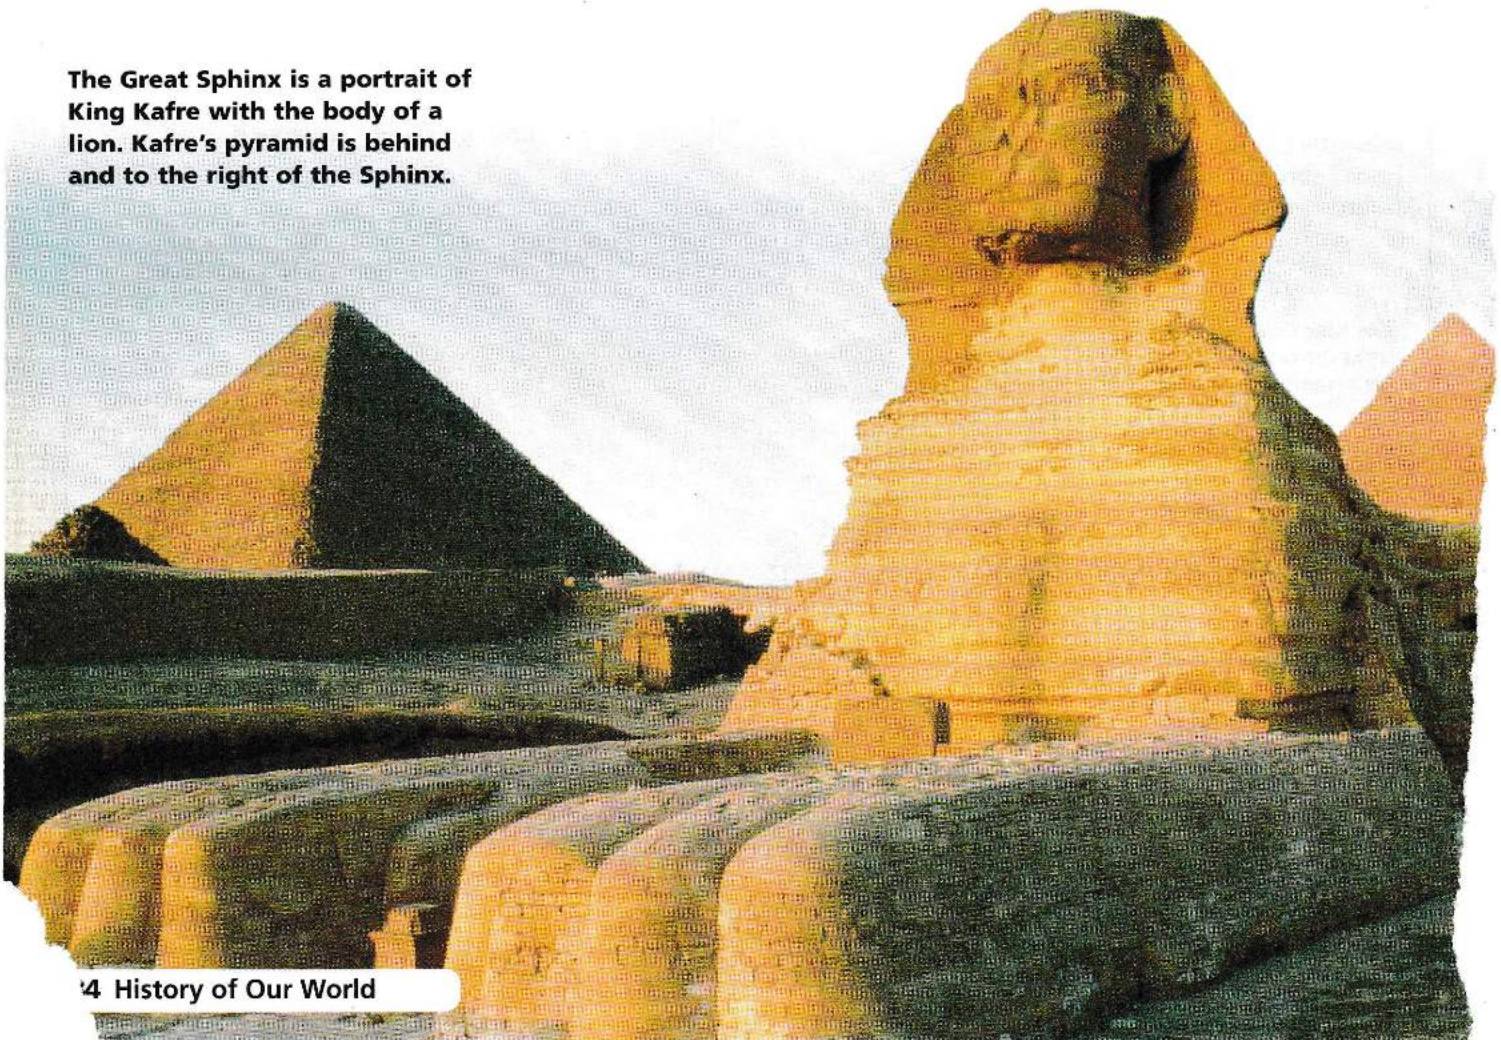 The Great Sphinx is a portrait of
King Kafre with the body of a
lion. Kafre's pyramid is behind
and to the right of the Sphinx.
History of Our World